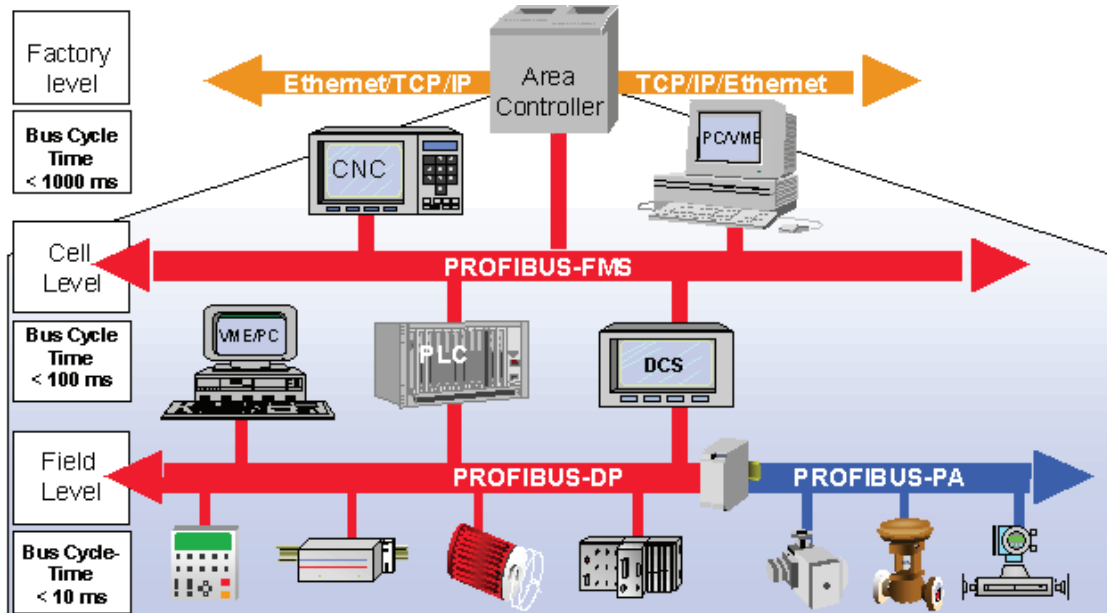 Factory
level
Ethernet/TCP/IP
Area
Controller
TCP/IP/Ethernet
Bus Cycle
Time
< 1000 ms
CNC
PC/VME
Cell
Level
PROFIBUS-FMS
Bus Cycle
Time
< 100 ms
VME/PC
PLC
DCS
Field
Level
PROFIBUS-DP
PROFIBUS-PA
Bus Cycle-
Time
< 10 ms